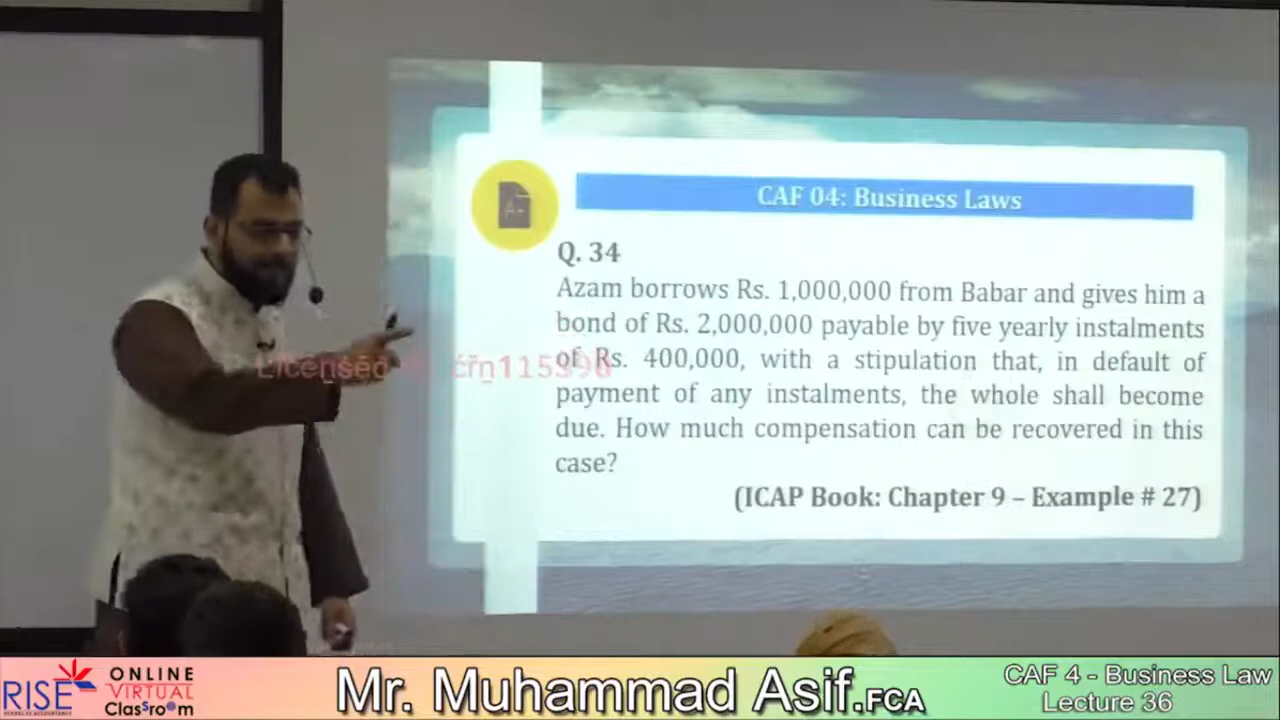 CAF 04: Business Laws
Q. 34
Azam borrows Rs. 1,000,000 from Babar and gives him a
bond of Rs. 2,000,000 payable by five yearly instalments
of Rs. 400,000, with a stipulation that, in default of
payment of any instalments, the whole shall become
due. How much compensation can be recovered in this
case?
(ICAP Book: Chapter 9 – Example # 27)
A+
RISE
ONLINE
VIRTUAL
ClasSro@m
Mr. Muhammad Asif.FCA
CAF 4 - Business Law
Lecture 36